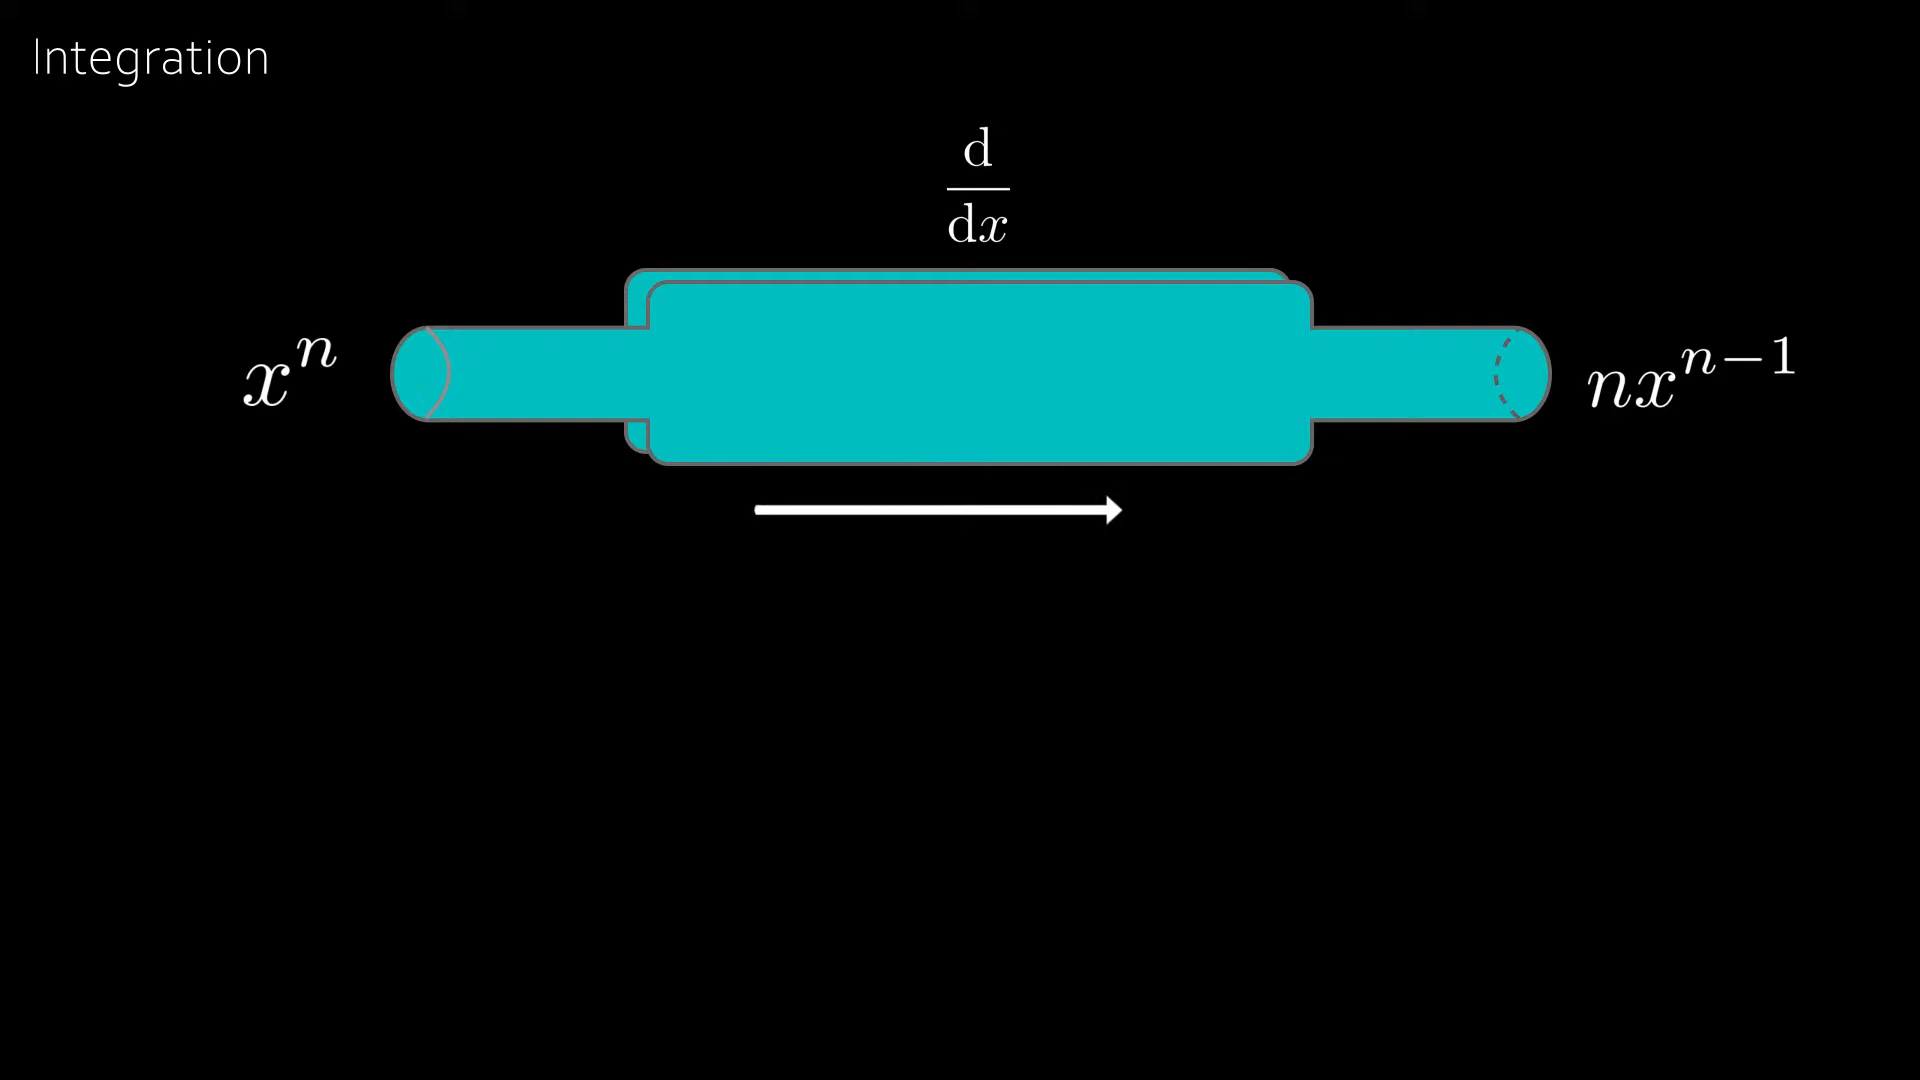 Integration
d
dx
x^n
nx^{n-1}